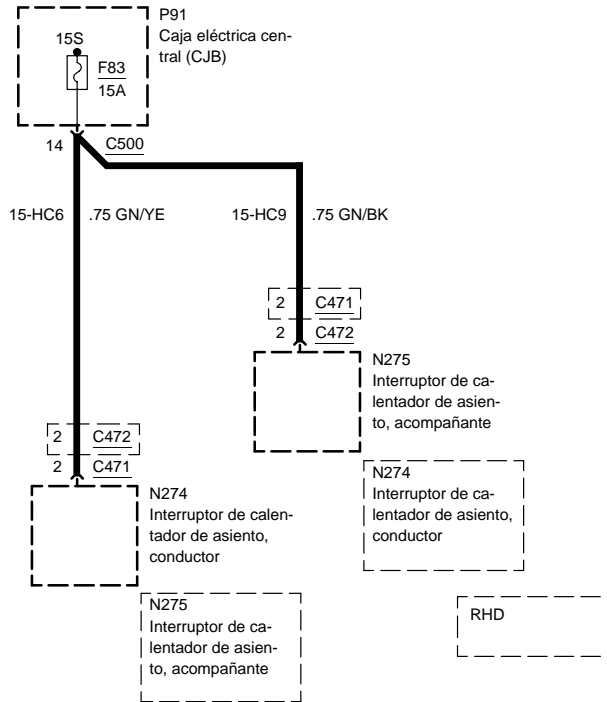 P91
Caja eléctrica cen-
tral (CJB)
15S
F83
15A
14
C500
15-HC6
.75 GN/YE
15-HC9
.75 GN/BK
2
C471
2
C472
N275
Interruptor de ca-
lentador de asien-
to, acompañante
2
C472
2
C471
N274
Interruptor de ca-
lentador de asiento,
conductor
N274
Interruptor de calen-
tador de asiento,
conductor
N275
Interruptor de ca-
lentador de asien-
to, acompañante
RHD